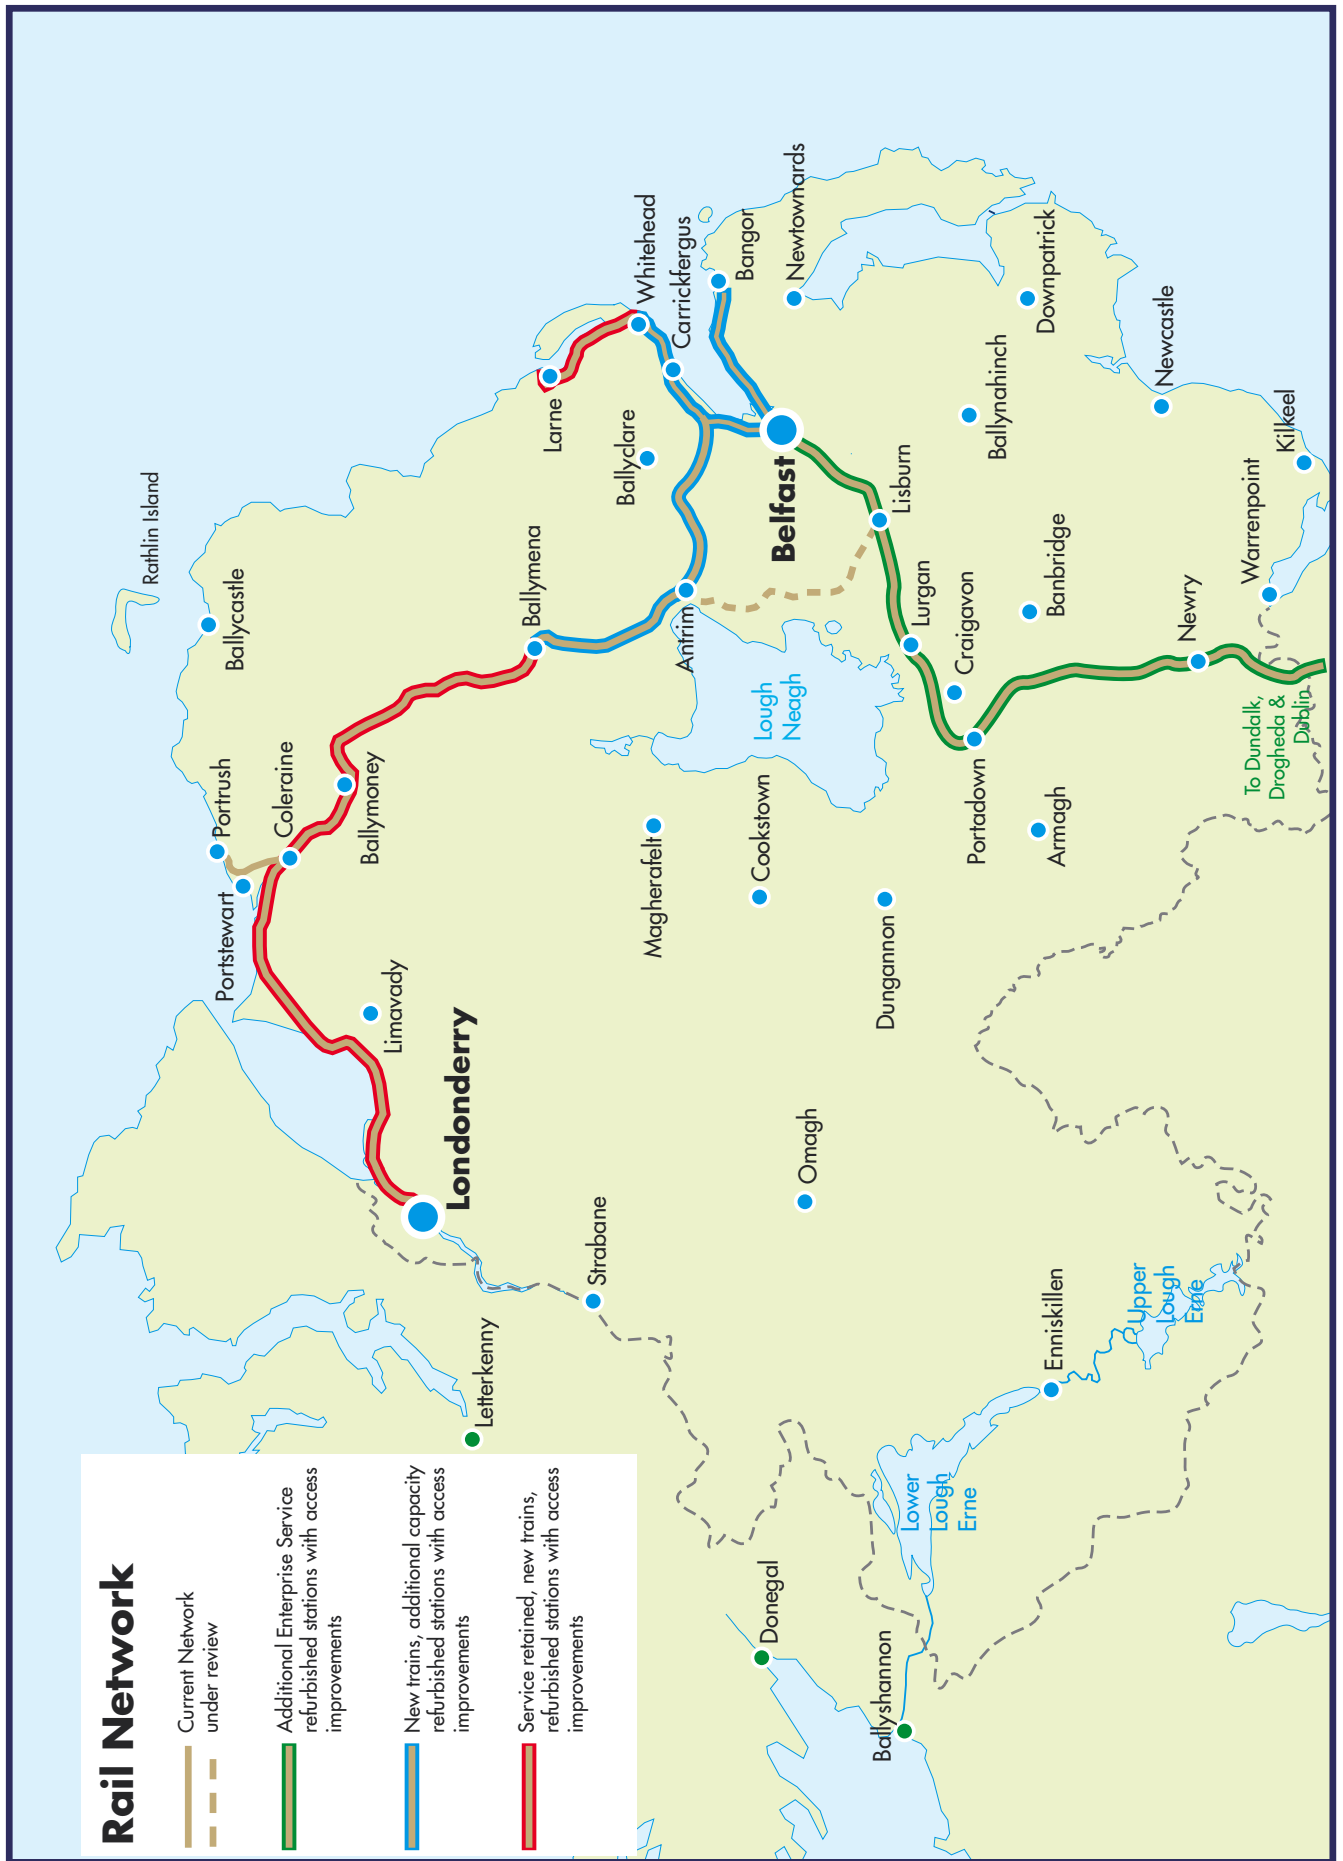 Rail Network
Current Network
under review
Additional Enterprise Service
refurbished stations with access
improvements
New trains, additional capacity
refurbished stations with access
improvements
Service retained, new trains,
refurbished stations with access
improvements
Rathlin Island
Ballycastle
Portrush
Portstewart
Coleraine
Ballymoney
Limavady
Londonderry
Letterkenny
Strabane
Ballymena
Larne
Ballyclare
Whitehead
Carrickfergus
Bangor
Newtownards
Belfast
Antrim
Lough
Neagh
Magherafelt
Cookstown
Omagh
Donegal
Dungannon
Lisburn
Lurgan
Craigavon
Portadown
Ballynahinch
Downpatrick
Banbridge
Armagh
Ballyshannon
Lower
Lough
Erne
Enniskillen
Upper
Lough
Erne
Newcastle
Newry
Warrenpoint
Kilkeel
To Dundalk,
Drogheda &
Dublin